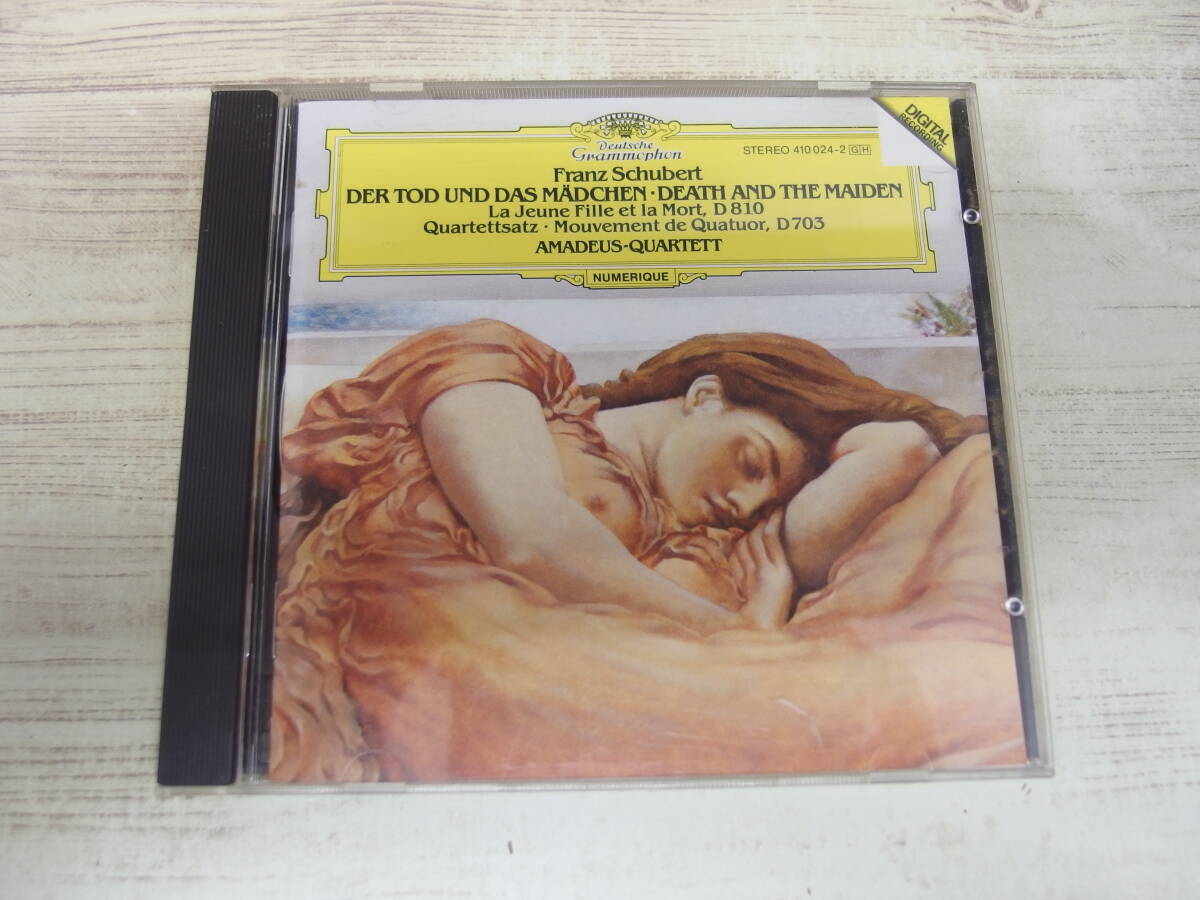 Deutsche
Grammophon
STEREO 410 024-2 GH
DIGITAL
RECORDING
Franz Schubert
DER TOD UND DAS MÄDCHEN · DEATH AND THE MAIDEN
La Jeune Fille et la Mort, D 810
Quartettsatz · Mouvement de Quatuor, D 703
AMADEUS-QUARTETT
NUMERIQUE